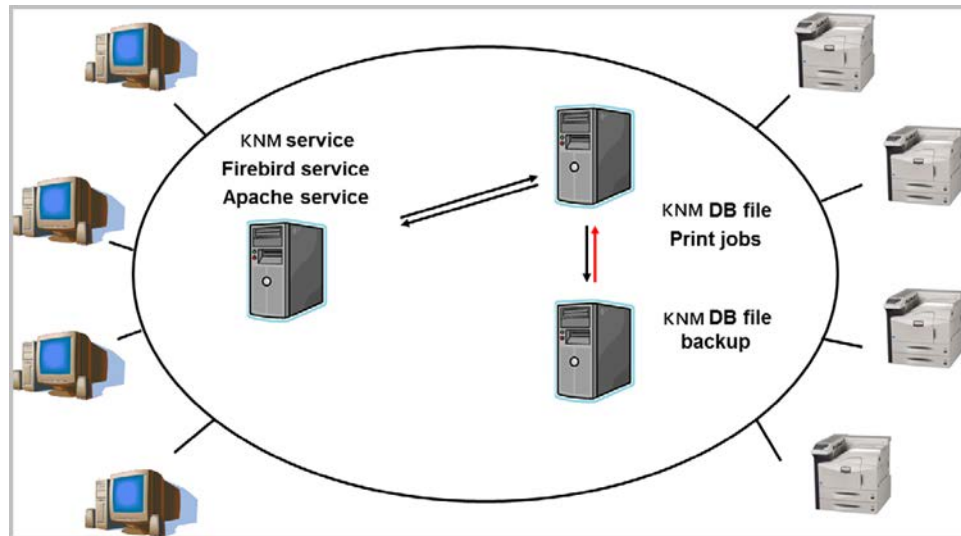 KNM service
Firebird service
Apache service
KNM DB file
Print jobs
KNM DB file
backup